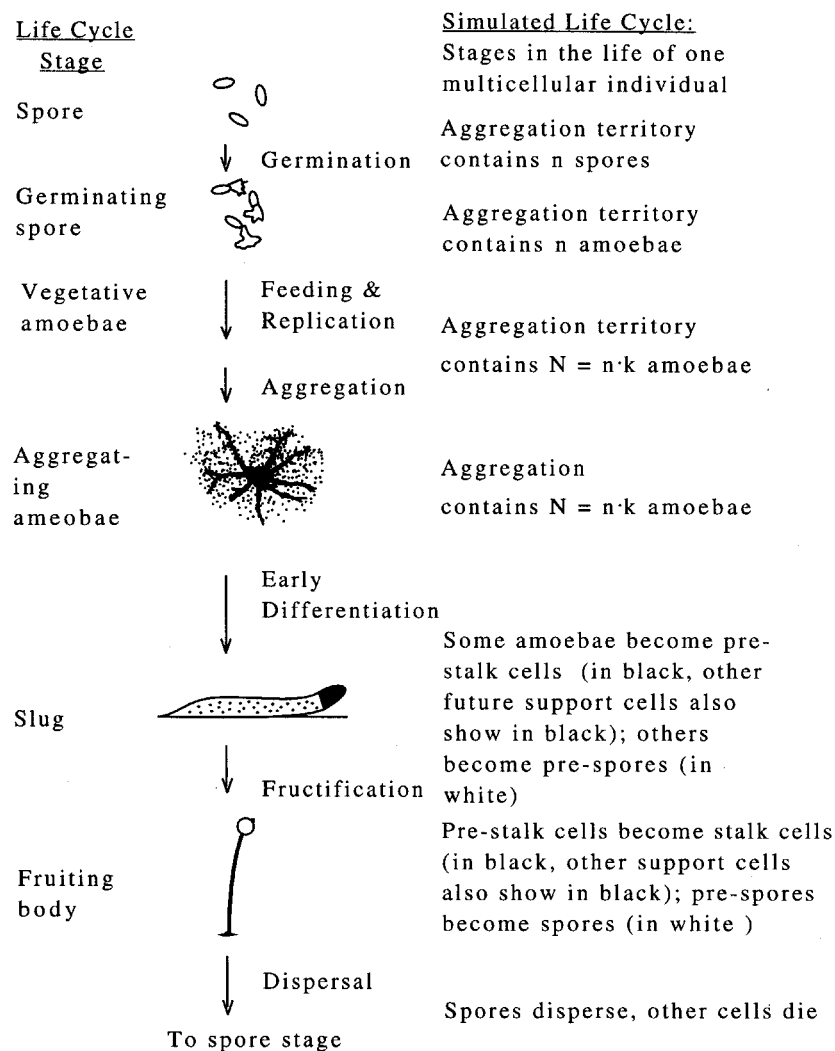 Life Cycle
Stage
Simulated Life Cycle:
Stages in the life of one
multicellular individual
Spore
Aggregation territory
contains n spores
Germination
Germinating
spore
Aggregation territory
contains n amoebae
Vegetative
amoebae
Feeding &
Replication
Aggregation territory
contains N = n·k amoebae
Aggregation
Aggregat-
ing
ameobae
Aggregation
contains N = n·k amoebae
Early
Differentiation
Slug
Some amoebae become pre-
stalk cells (in black, other
future support cells also
show in black); others
become pre-spores (in
white)
Fructification
Fruiting
body
Pre-stalk cells become stalk cells
(in black, other support cells
also show in black); pre-spores
become spores (in white )
Dispersal
Spores disperse, other cells die
To spore stage